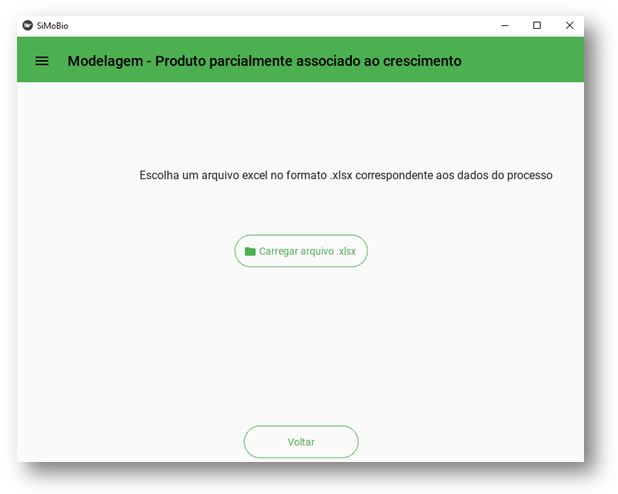 SiMoBio
Modelagem - Produto parcialmente associado ao crescimento
Escolha um arquivo excel no formato .xlsx correspondente aos dados do processo
Carregar arquivo .xlsx
Voltar